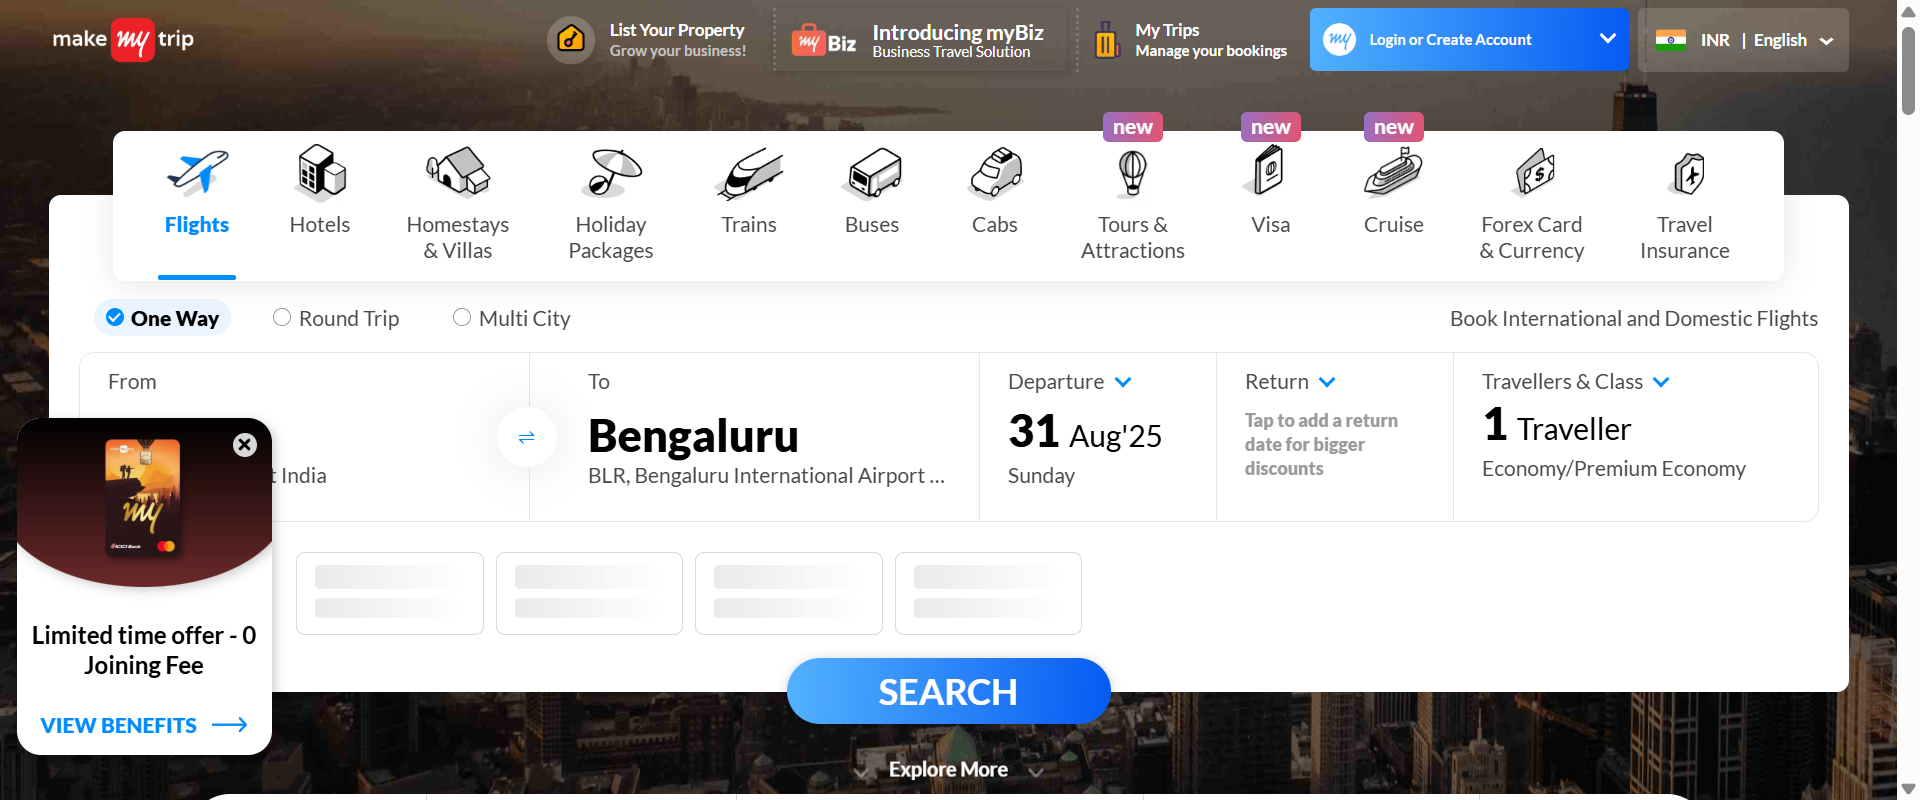 make my trip
List Your Property
Grow your business!
my Biz
Introducing myBiz
Business Travel Solution
My Trips
Manage your bookings
my
Login or Create Account
INR | English
new
new
new
Flights
Hotels
Homestays
& Villas
Holiday
Packages
Trains
Buses
Cabs
Tours &
Attractions
Visa
Cruise
Forex Card
& Currency
Travel
Insurance
One Way
Round Trip
Multi City
Book International and Domestic Flights
From
t India
To
Bengaluru
BLR, Bengaluru International Airport ...
Departure
31 Aug'25
Sunday
Return
Tap to add a return
date for bigger
discounts
Travellers & Class
1 Traveller
Economy/Premium Economy
my
ICICI Bank
Limited time offer - 0
Joining Fee
VIEW BENEFITS
SEARCH
Explore More